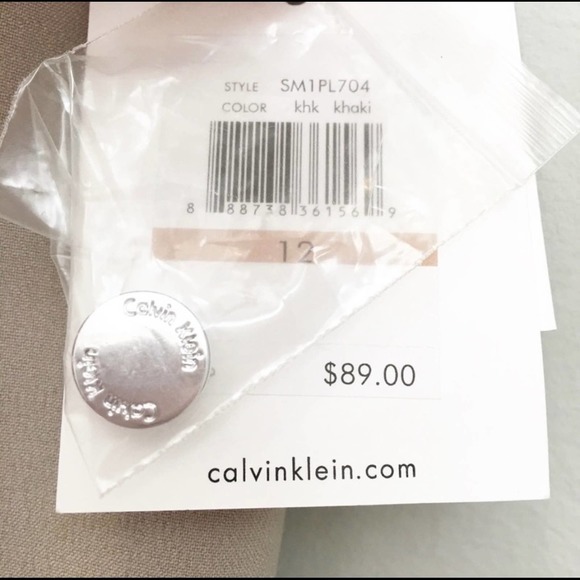 STYLE SM1PL704
COLOR khk khaki
8 88738 36156 9
12
Calvin Klein
Calvin Klein
$89.00
calvinklein.com